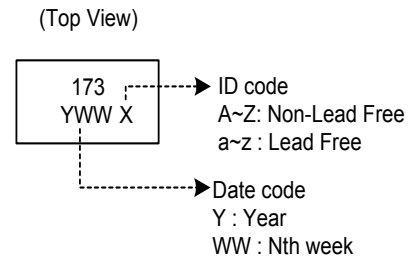 (Top View)
173
YWW X
ID code
A~Z: Non-Lead Free
a~z : Lead Free
Date code
Y : Year
WW : Nth week